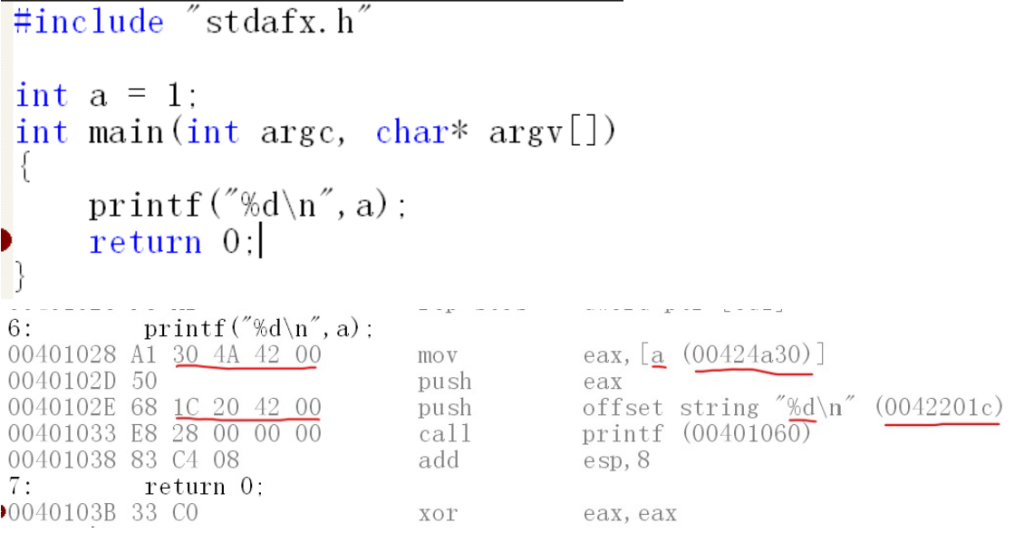 #include "stdafx.h"
int a = 1;
int main(int argc, char* argv[])
{
printf("%d\n",a);
return 0;
}
6: printf("%d\n",a);
00401028 A1 30 4A 42 00 mov eax,[a (00424a30)]
0040102D 50 push eax
0040102E 68 1C 20 42 00 push offset string "%d\n" (0042201c)
00401033 E8 28 00 00 00 call printf (00401060)
00401038 83 C4 08 add esp,8
7: return 0;
0040103B 33 C0 xor eax,eax